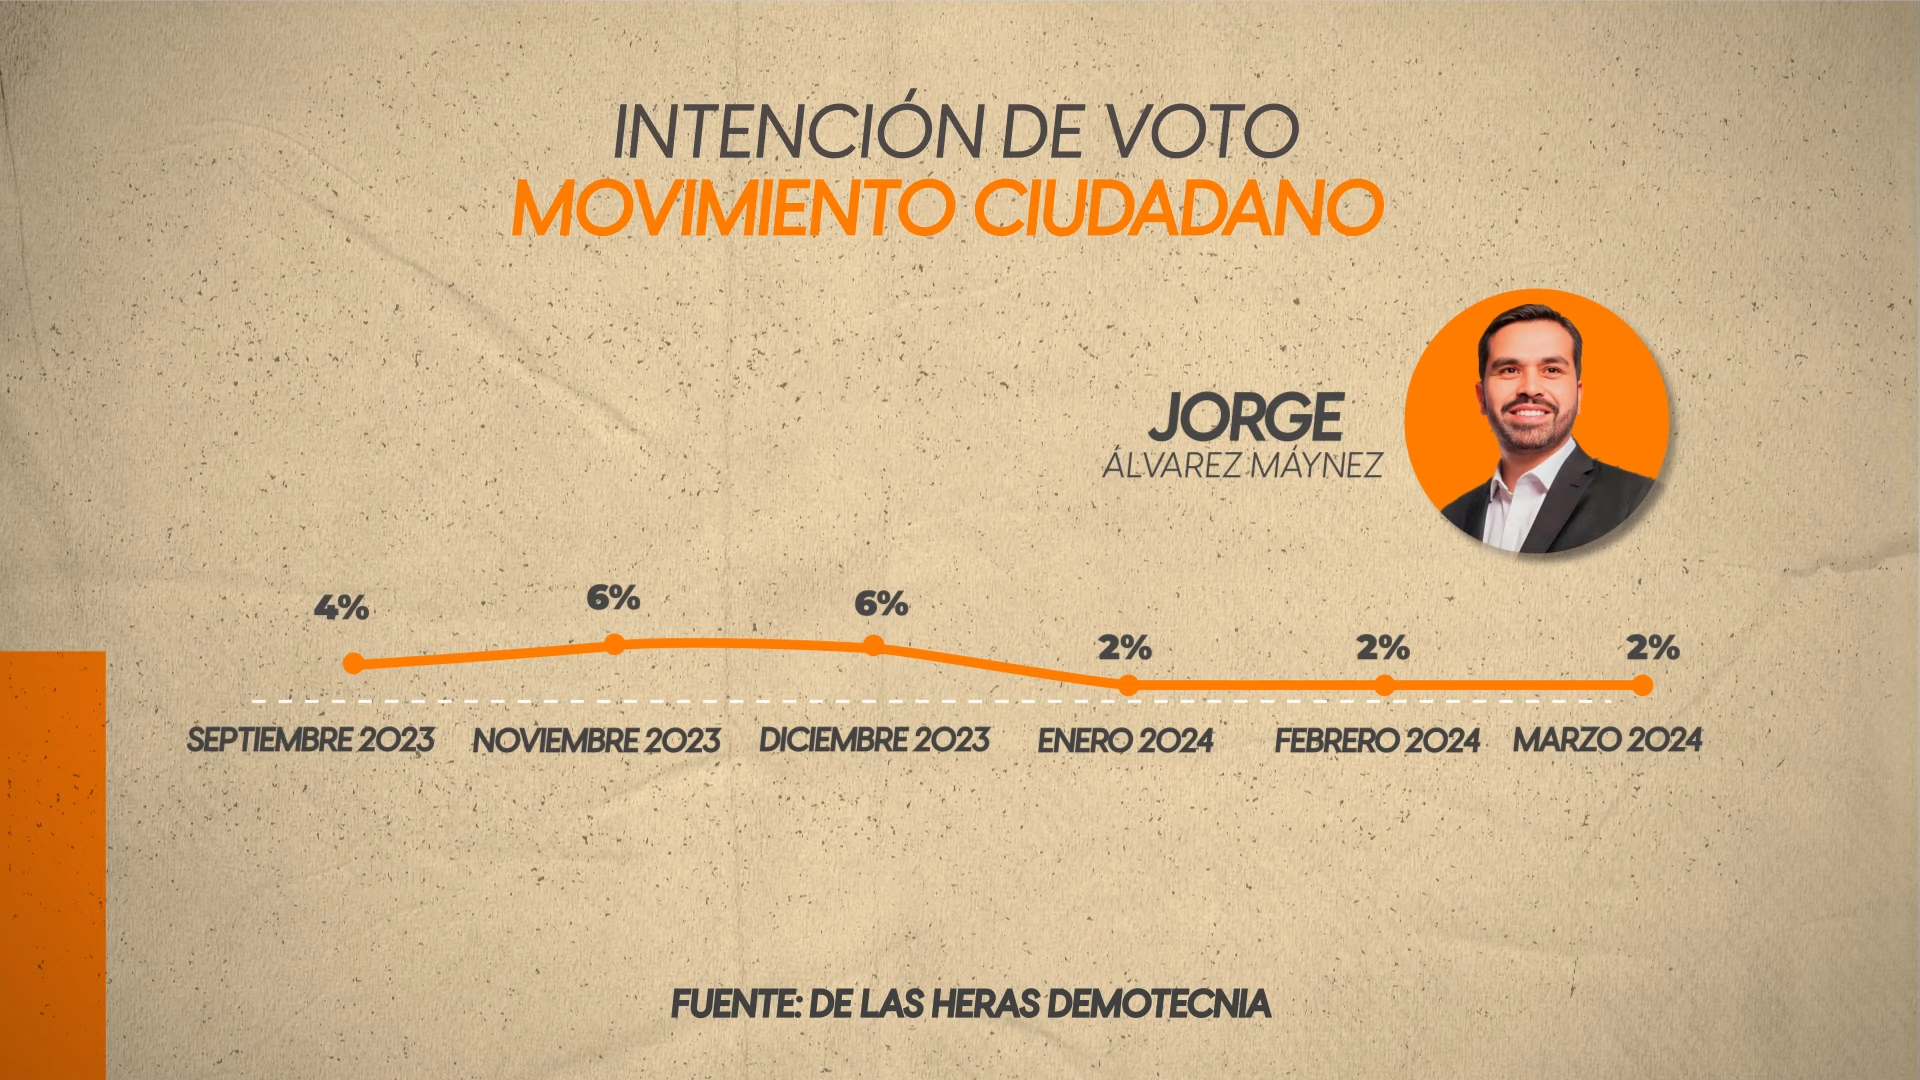 INTENCIÓN DE VOTO
MOVIMIENTO CIUDADANO
JORGE
ÁLVAREZ MÁYNEZ
4%
6%
6%
2%
2%
2%
SEPTIEMBRE 2023
NOVIEMBRE 2023
DICIEMBRE 2023
ENERO 2024
FEBRERO 2024
MARZO 2024
FUENTE: DE LAS HERAS DEMOTECNIA